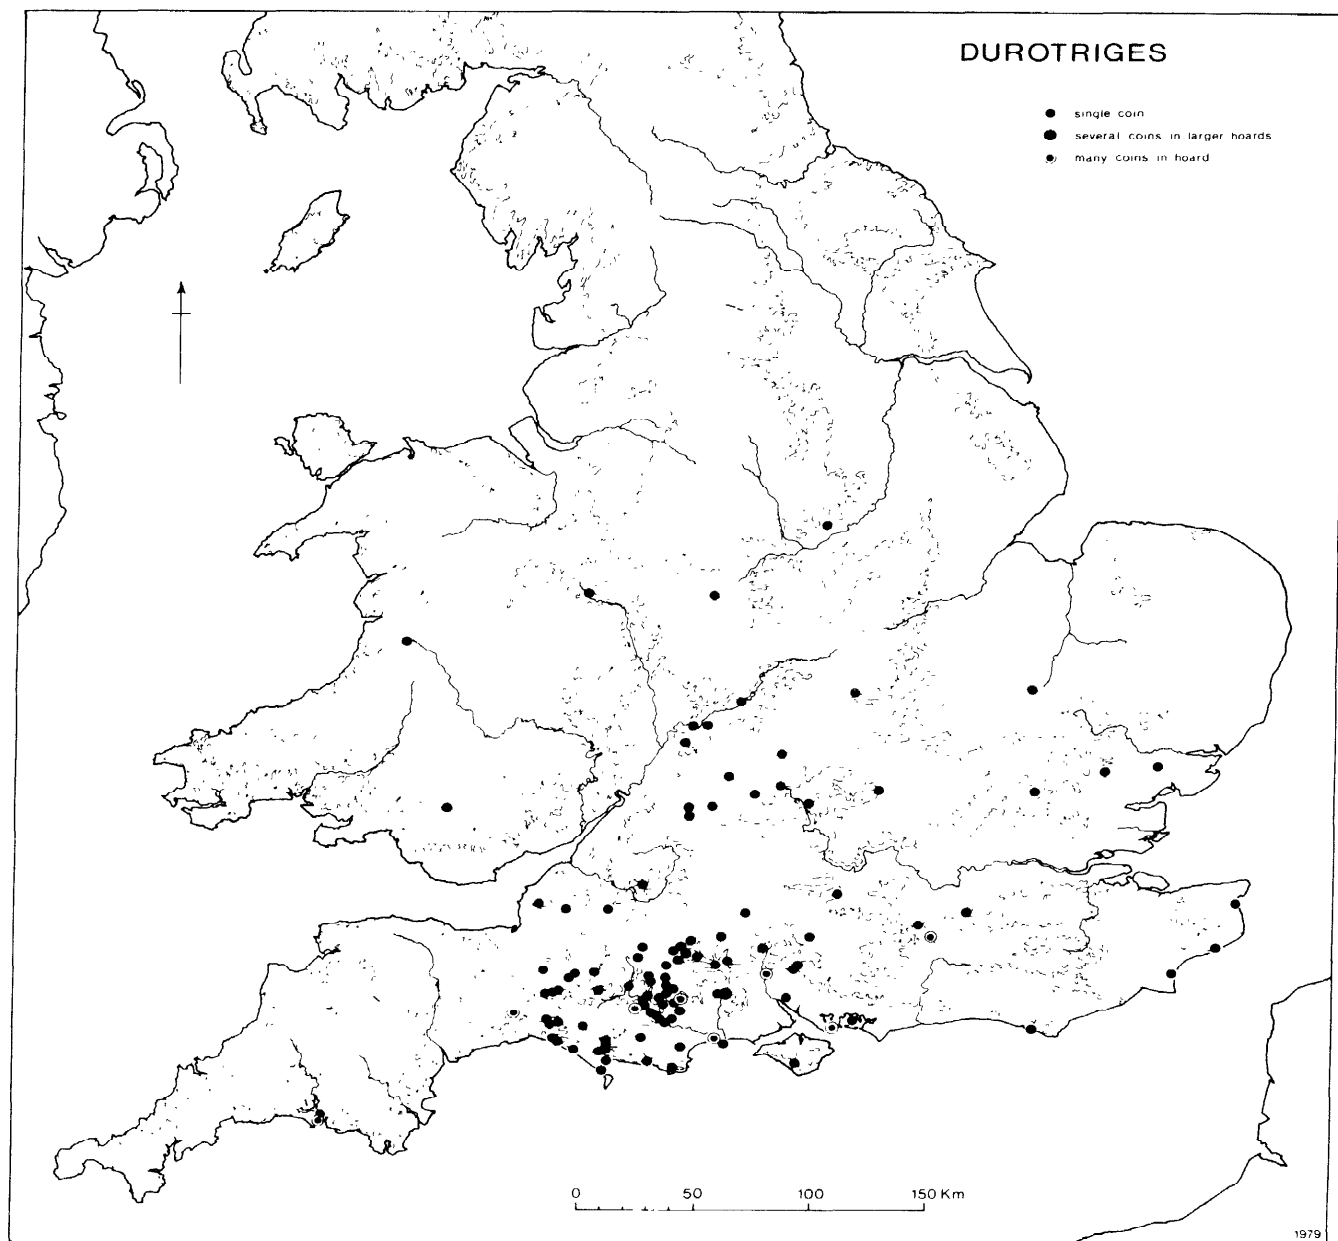 DUROTRIGES
single coin
several coins in larger hoards
many coins in hoard
0 50 100 150 Km
1979